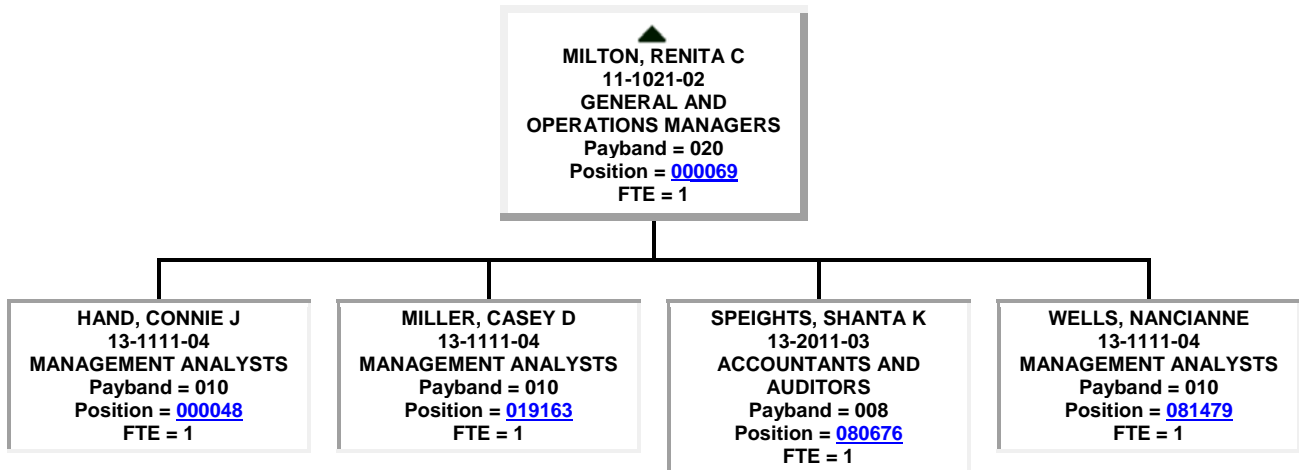 MILTON, RENITA C
11-1021-02
GENERAL AND
OPERATIONS MANAGERS
Payband = 020
Position = 000069
FTE = 1
HAND, CONNIE J
13-1111-04
MANAGEMENT ANALYSTS
Payband = 010
Position = 000048
FTE = 1
MILLER, CASEY D
13-1111-04
MANAGEMENT ANALYSTS
Payband = 010
Position = 019163
FTE = 1
SPEIGHTS, SHANTA K
13-2011-03
ACCOUNTANTS AND
AUDITORS
Payband = 008
Position = 080676
FTE = 1
WELLS, NANCIANNE
13-1111-04
MANAGEMENT ANALYSTS
Payband = 010
Position = 081479
FTE = 1